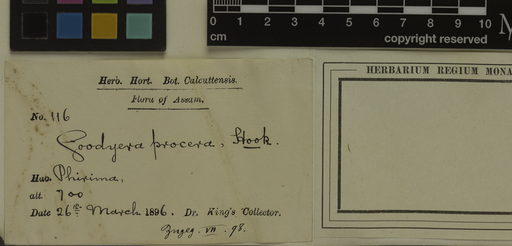 0 1 2 3 4 5 6 7 8 9 10
cm
copyright reserved
HERBARIUM REGIUM MONA
Herb. Hort. Bot. Calcuttensis.
Flora of Assam.
No. 116
Goodyera procera, Hook.
Hab. Phirima,
alt. 700
Date 26th March 1896. Dr. King's Collector.
VII. 98.